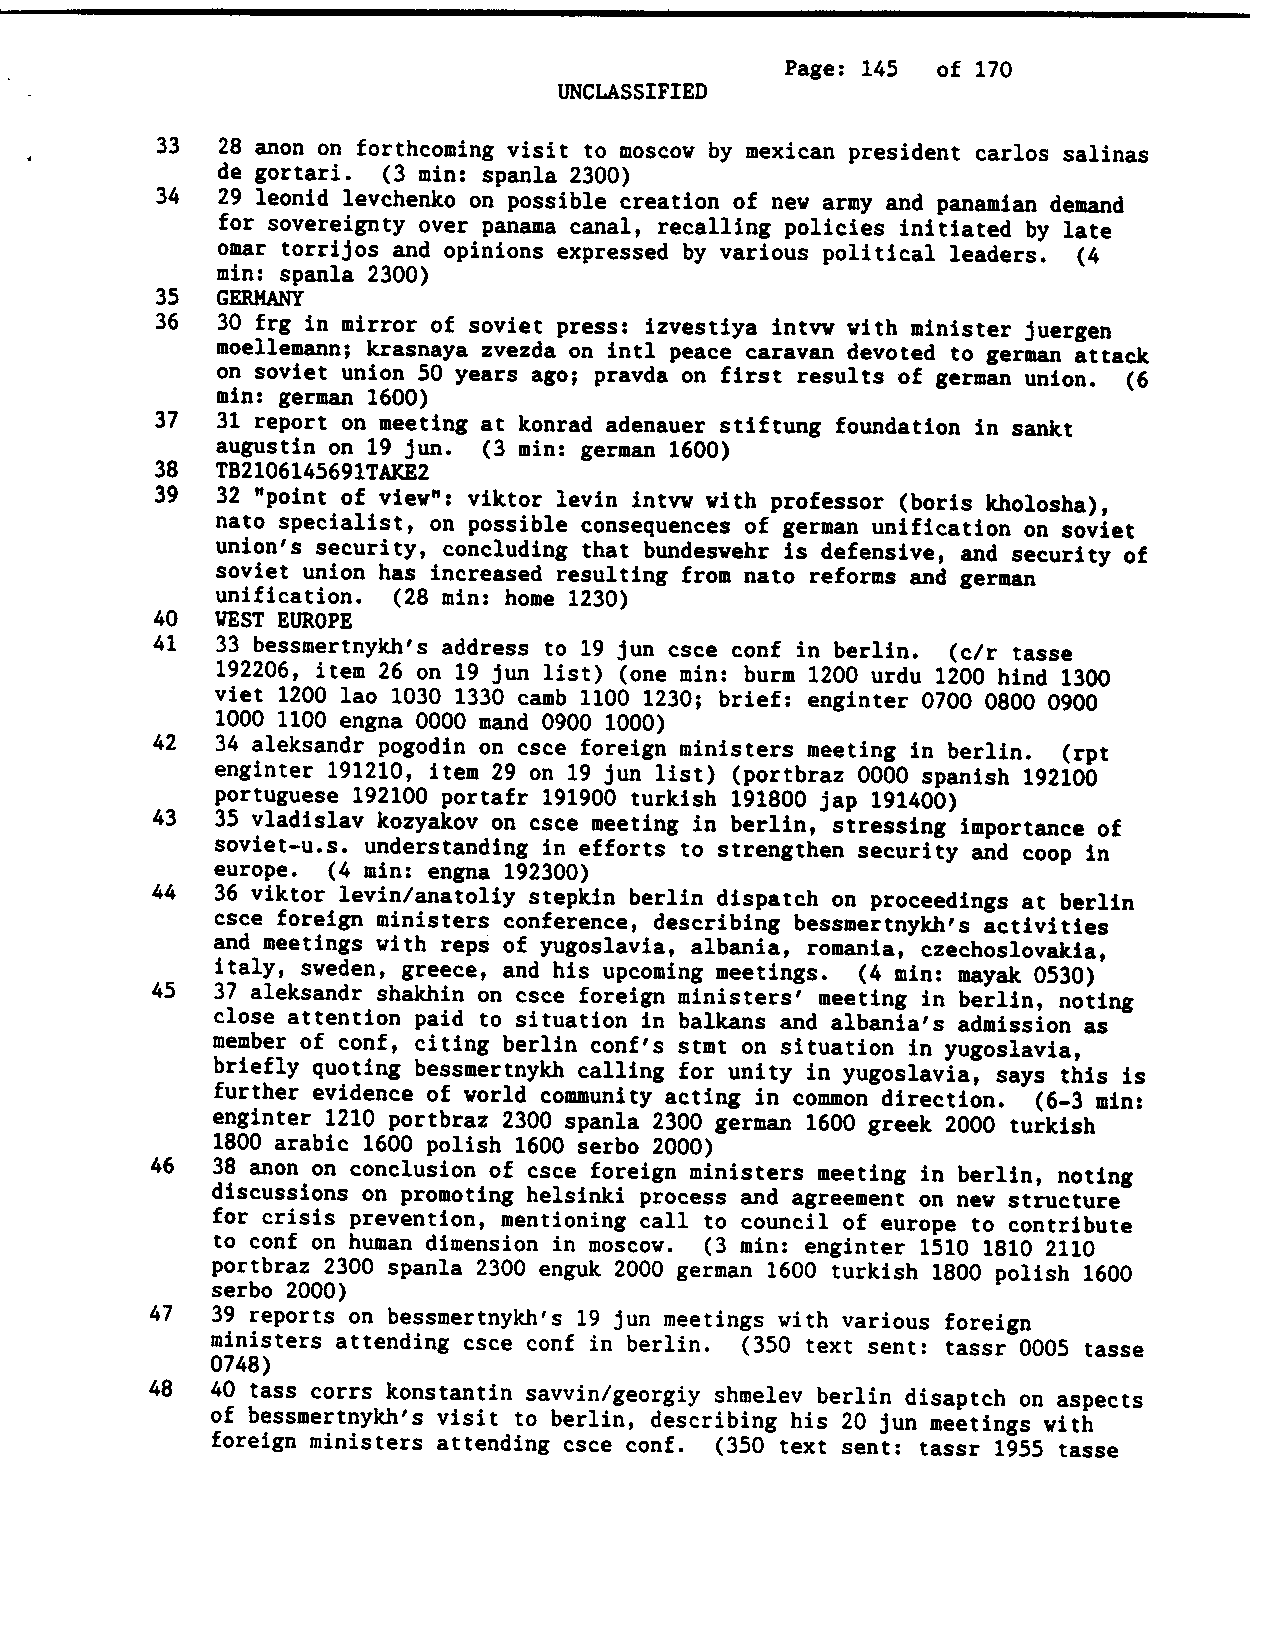 Page: 145 of 170
UNCLASSIFIED
33 28 anon on forthcoming visit to moscow by mexican president carlos salinas
de gortari. (3 min: spanla 2300)
34 29 leonid levchenko on possible creation of new army and panamian demand
for sovereignty over panama canal, recalling policies initiated by late
omar torrijos and opinions expressed by various political leaders. (4
min: spanla 2300)
35 GERMANY
36 30 frg in mirror of soviet press: izvestiya intvw with minister juergen
moellemann; krasnaya zvezda on intl peace caravan devoted to german attack
on soviet union 50 years ago; pravda on first results of german union. (6
min: german 1600)
37 31 report on meeting at konrad adenauer stiftung foundation in sankt
augustin on 19 jun. (3 min: german 1600)
38 TB2106145691TAKE2
39 32 "point of view": viktor levin intvw with professor (boris kholosha),
nato specialist, on possible consequences of german unification on soviet
union's security, concluding that bundeswehr is defensive, and security of
soviet union has increased resulting from nato reforms and german
unification. (28 min: home 1230)
40 WEST EUROPE
41 33 bessmertnykh's address to 19 jun csce conf in berlin. (c/r tasse
192206, item 26 on 19 jun list) (one min: burm 1200 urdu 1200 hind 1300
viet 1200 lao 1030 1330 camb 1100 1230; brief: enginter 0700 0800 0900
1000 1100 engna 0000 mand 0900 1000)
42 34 aleksandr pogodin on csce foreign ministers meeting in berlin. (rpt
enginter 191210, item 29 on 19 jun list) (portbraz 0000 spanish 192100
portuguese 192100 portafr 191900 turkish 191800 jap 191400)
43 35 vladislav kozyakov on csce meeting in berlin, stressing importance of
soviet-u.s. understanding in efforts to strengthen security and coop in
europe. (4 min: engna 192300)
44 36 viktor levin/anatoliy stepkin berlin dispatch on proceedings at berlin
csce foreign ministers conference, describing bessmertnykh's activities
and meetings with reps of yugoslavia, albania, romania, czechoslovakia,
italy, sweden, greece, and his upcoming meetings. (4 min: mayak 0530)
45 37 aleksandr shakhin on csce foreign ministers' meeting in berlin, noting
close attention paid to situation in balkans and albania's admission as
member of conf, citing berlin conf's stmt on situation in yugoslavia,
briefly quoting bessmertnykh calling for unity in yugoslavia, says this is
further evidence of world community acting in common direction. (6-3 min:
enginter 1210 portbraz 2300 spanla 2300 german 1600 greek 2000 turkish
1800 arabic 1600 polish 1600 serbo 2000)
46 38 anon on conclusion of csce foreign ministers meeting in berlin, noting
discussions on promoting helsinki process and agreement on new structure
for crisis prevention, mentioning call to council of europe to contribute
to conf on human dimension in moscow. (3 min: enginter 1510 1810 2110
portbraz 2300 spanla 2300 enguk 2000 german 1600 turkish 1800 polish 1600
serbo 2000)
47 39 reports on bessmertnykh's 19 jun meetings with various foreign
ministers attending csce conf in berlin. (350 text sent: tassr 0005 tasse
0748)
48 40 tass corrs konstantin savvin/georgiy shmelev berlin disaptch on aspects
of bessmertnykh's visit to berlin, describing his 20 jun meetings with
foreign ministers attending csce conf. (350 text sent: tassr 1955 tasse